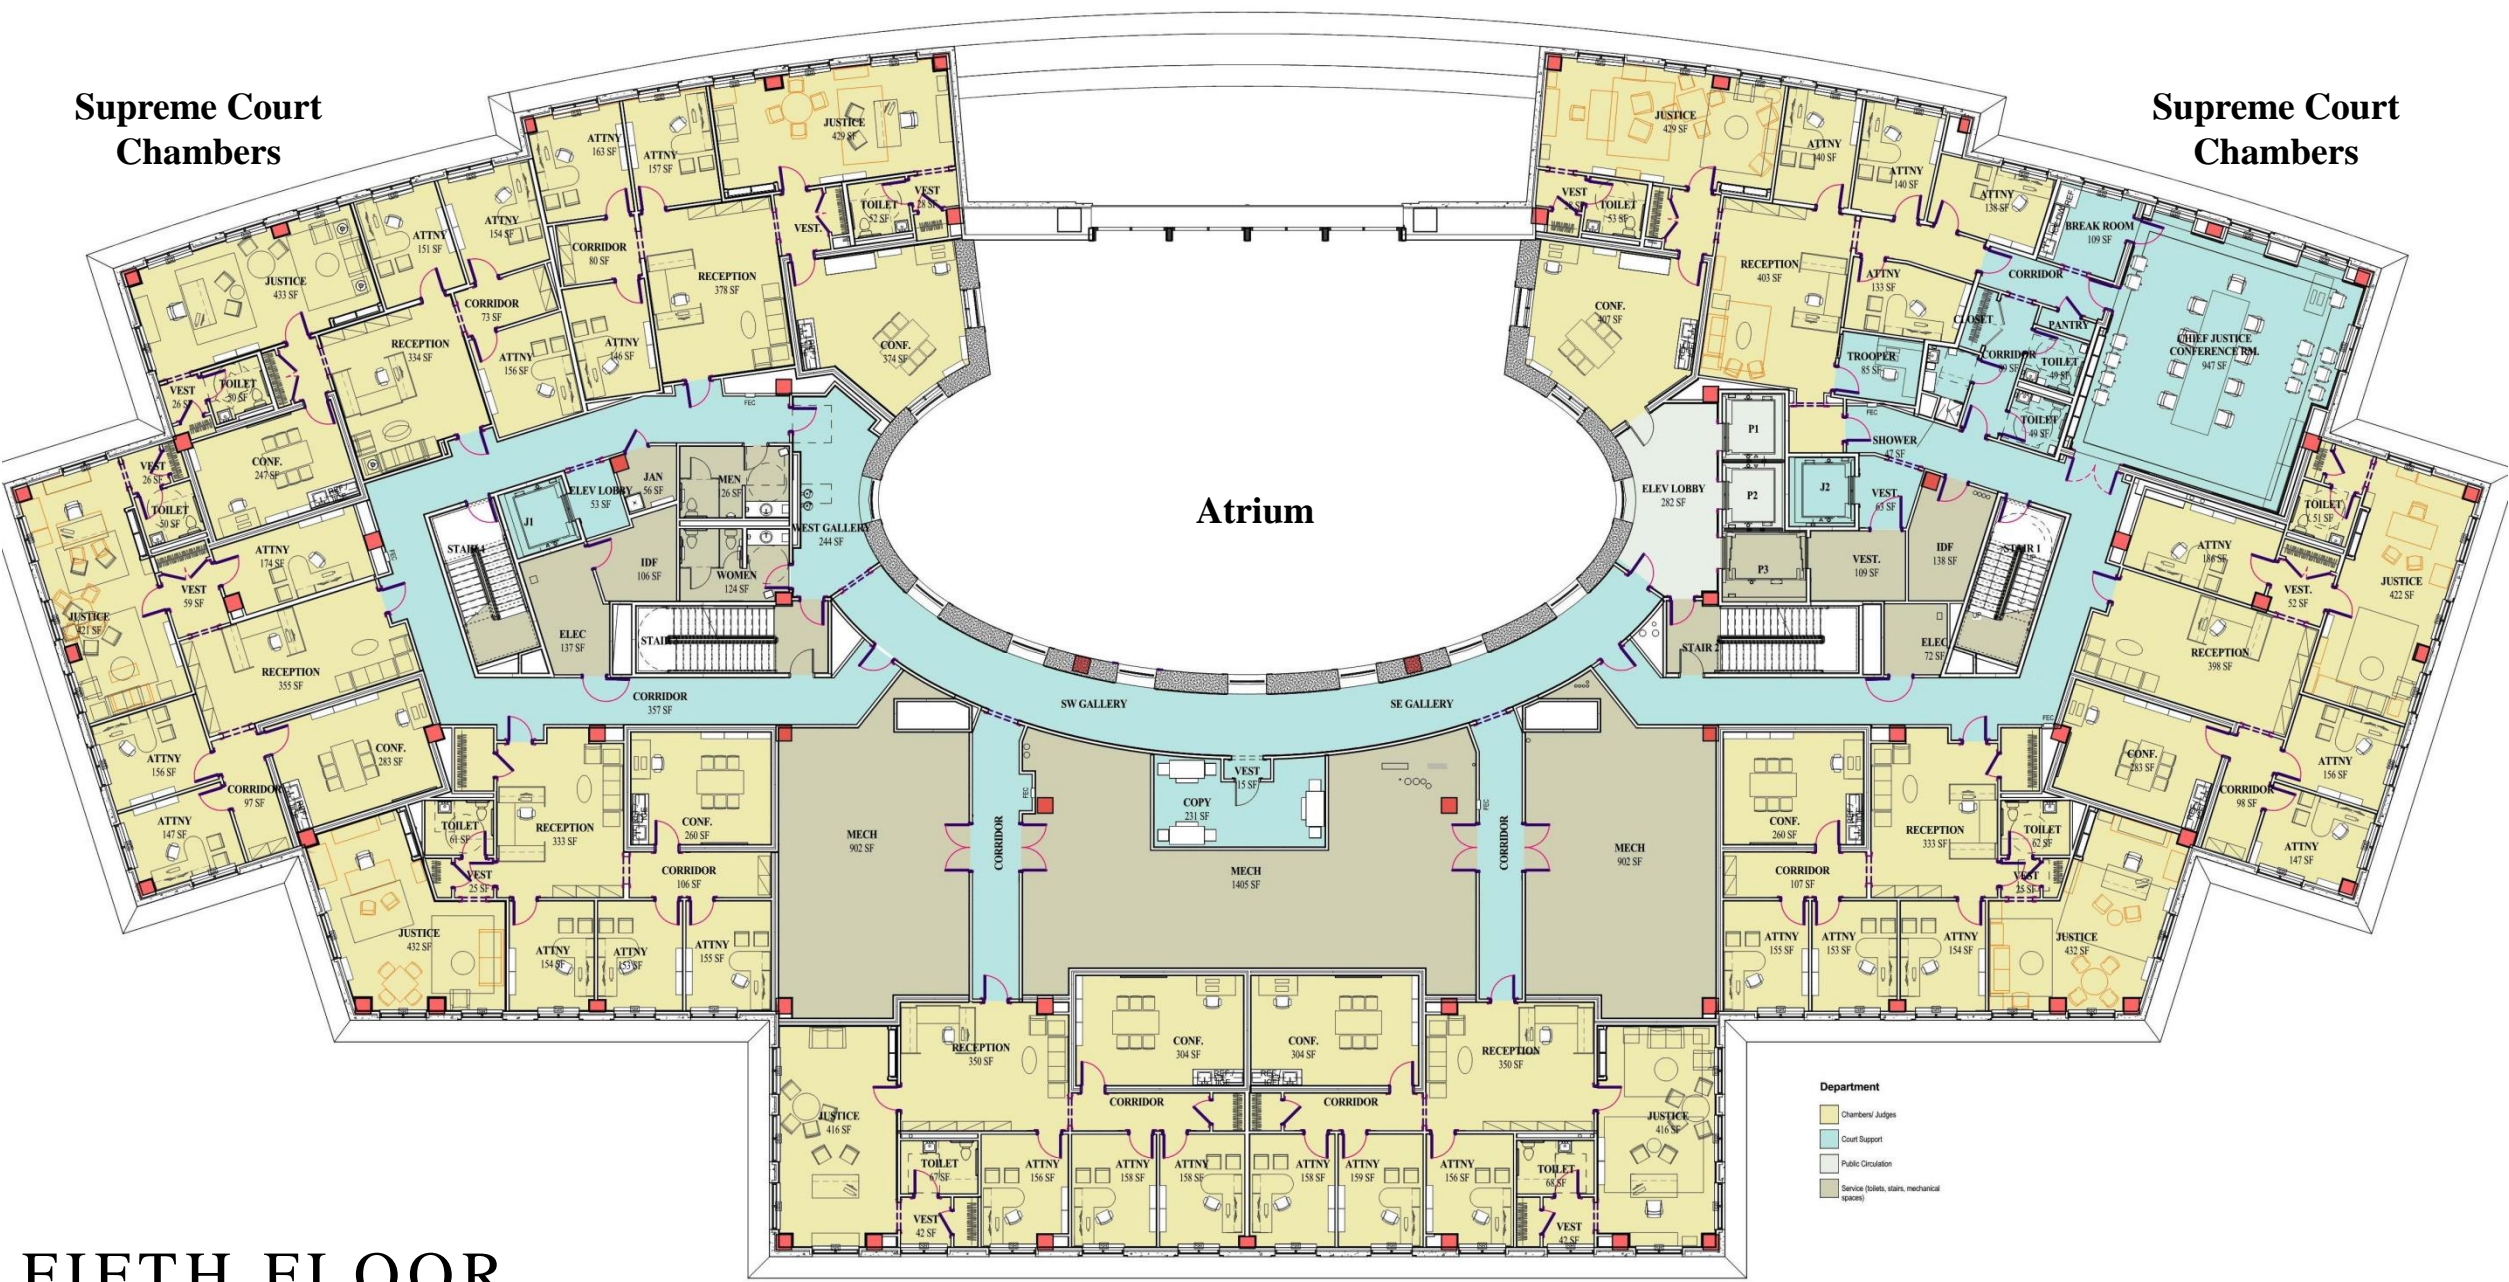 Supreme Court
Chambers
Supreme Court
Chambers
Atrium
JUSTICE
429 SF
ATTNY
163 SF
ATTNY
157 SF
TOILET
52 SF
VEST
28 SF
VEST.
ATTNY
154 SF
ATTNY
151 SF
CORRIDOR
80 SF
RECEPTION
378 SF
JUSTICE
433 SF
CORRIDOR
73 SF
RECEPTION
334 SF
ATTNY
156 SF
ATTNY
146 SF
CONF.
374 SF
VEST
26 SF
TOILET
50 SF
CONF.
247 SF
VEST
26 SF
TOILET
50 SF
ATTNY
174 SF
VEST
59 SF
JUSTICE
421 SF
RECEPTION
355 SF
ATTNY
156 SF
CONF.
283 SF
CORRIDOR
97 SF
ATTNY
147 SF
FEC
FEC
JAN
56 SF
MEN
ELEV LOBBY
53 SF
J1
WEST GALLERY
244 SF
IDF
106 SF
WOMEN
124 SF
ELEC
137 SF
CORRIDOR
357 SF
TOILET
61 SF
RECEPTION
333 SF
CONF.
260 SF
VEST
25 SF
CORRIDOR
106 SF
JUSTICE
432 SF
ATTNY
154 SF
ATTNY
153 SF
ATTNY
155 SF
MECH
902 SF
CORRIDOR
FEC
SW GALLERY
SE GALLERY
VEST
15 SF
COPY
231 SF
MECH
1405 SF
FEC
CORRIDOR
MECH
902 SF
JUSTICE
429 SF
ATTNY
140 SF
ATTNY
140 SF
ATTNY
138 SF
VEST
TOILET
53 SF
BREAK ROOM
109 SF
RECEPTION
403 SF
ATTNY
133 SF
CORRIDOR
CONF.
407 SF
CLOSET
PANTRY
CHIEF JUSTICE
CONFERENCE RM.
947 SF
TROOPER
85 SF
CORRIDOR
TOILET
49 SF
TOILET
49 SF
FEC
SHOWER
47 SF
P1
P2
P3
J2
ELEV LOBBY
282 SF
VEST
63 SF
VEST.
109 SF
IDF
138 SF
STAIR 1
STAIR 2
ELEC
72 SF
TOILET
51 SF
ATTNY
186 SF
VEST.
52 SF
JUSTICE
422 SF
RECEPTION
398 SF
FEC
CONF.
283 SF
ATTNY
156 SF
CORRIDOR
98 SF
ATTNY
147 SF
CONF.
260 SF
RECEPTION
333 SF
TOILET
62 SF
CORRIDOR
107 SF
VEST
25 SF
ATTNY
155 SF
ATTNY
153 SF
ATTNY
154 SF
JUSTICE
432 SF
RECEPTION
350 SF
CONF.
304 SF
CONF.
304 SF
RECEPTION
350 SF
JUSTICE
416 SF
CORRIDOR
CORRIDOR
JUSTICE
416 SF
TOILET
67 SF
ATTNY
156 SF
ATTNY
158 SF
ATTNY
158 SF
ATTNY
158 SF
ATTNY
159 SF
ATTNY
156 SF
TOILET
68 SF
VEST
42 SF
VEST
42 SF
Department
Chambers/ Judges
Court Support
Public Circulation
Service (toilets, stairs, mechanical
spaces)
FIFTH FLOOR